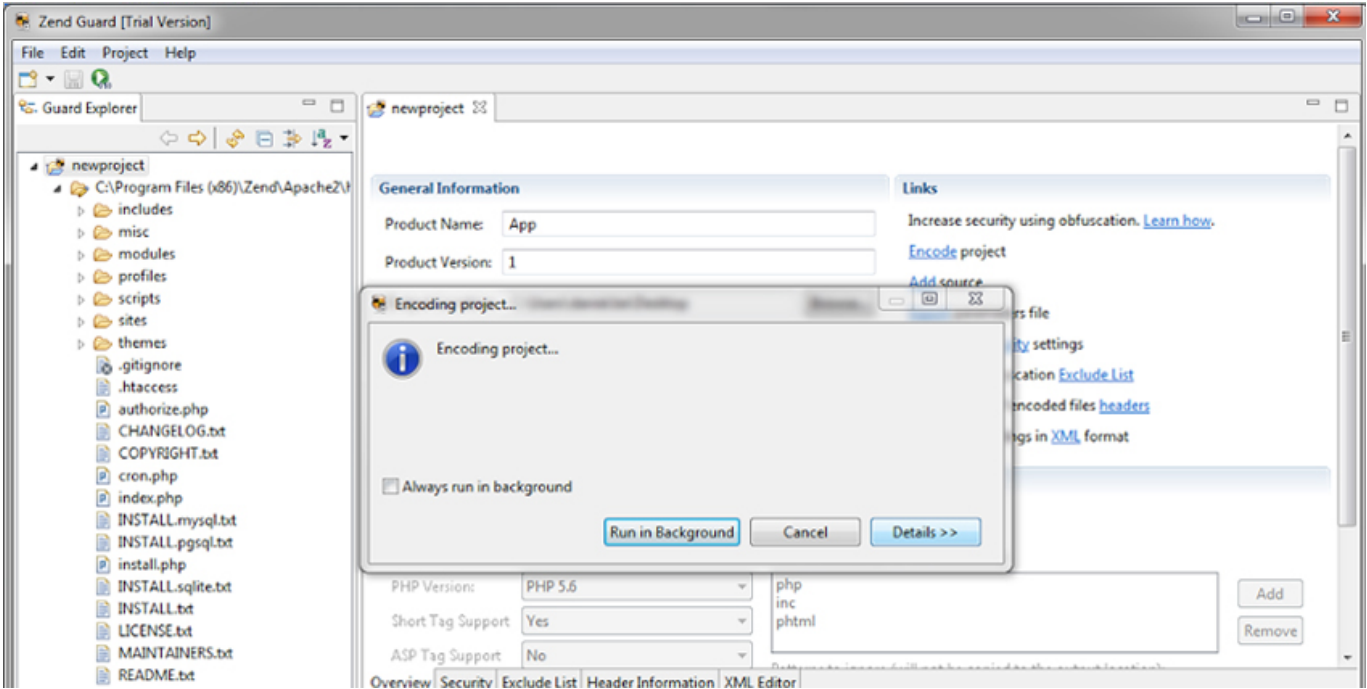 Zend Guard [Trial Version]
File Edit Project Help
Guard Explorer
newproject
C:\Program Files (x86)\Zend\Apache2\
includes
misc
modules
profiles
scripts
sites
themes
.gitignore
.htaccess
authorize.php
CHANGELOG.txt
COPYRIGHT.txt
cron.php
index.php
INSTALL.mysql.txt
INSTALL.pgsql.txt
install.php
INSTALL.sqlite.txt
INSTALL.txt
LICENSE.txt
MAINTAINERS.txt
README.txt
newproject
General Information
Product Name: App
Product Version: 1
Links
Increase security using obfuscation. Learn how.
Encode project
Add source
file
settings
Exclude List
encoded files headers
in XML format
Encoding project...
Encoding project...
Always run in background
Run in Background Cancel Details >>
PHP Version: PHP 5.6
Short Tag Support Yes
ASP Tag Support No
php
inc
phtml
Add
Remove
Overview Security Exclude List Header Information XML Editor